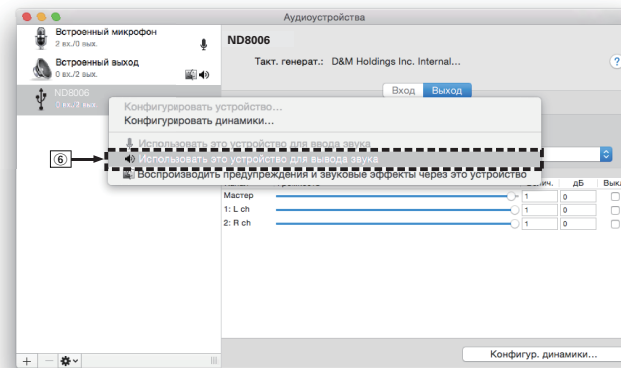 Аудиоустройства
Встроенный микрофон
2 вх./0 вых.
Встроенный выход
0 вх./2 вых.
ND8006
0 вх./2 вых.
ND8006
Такт. генерат.: D&M Holdings Inc. Internal...
?
Вход Выход
Конфигурировать устройство...
Конфигурировать динамики...
Использовать это устройство для ввода звука
⑥ Использовать это устройство для вывода звука
Воспроизводить предупреждения и звуковые эффекты через это устройство
дБ Выкл
Мастер 1 0
1: L ch 1 0
2: R ch 1 0
Конфигур. динамики...